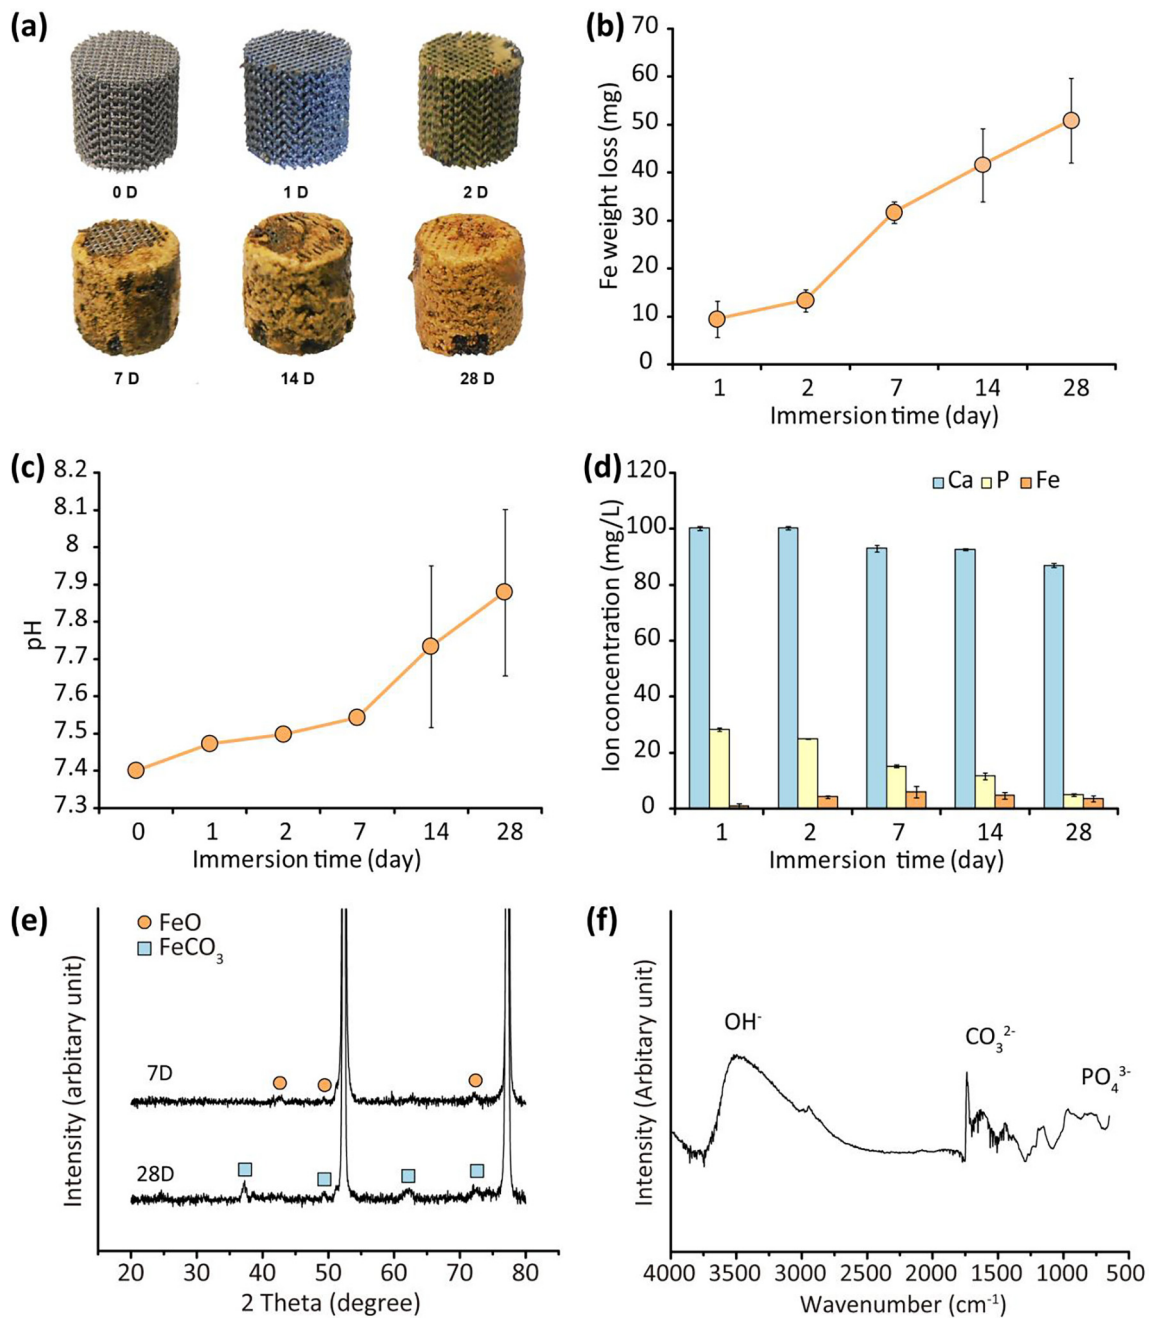 (a)
0 D
1 D
2 D
7 D
14 D
28 D
(b)
70
60
50
40
30
20
10
0
Fe weight loss (mg)
1 2 7 14 28
Immersion time (day)
(c)
8.2
8.1
8
7.9
7.8
7.7
7.6
7.5
7.4
7.3
pH
0 1 2 7 14 28
Immersion time (day)
(d)
120
100
80
60
40
20
0
Ion concentration (mg/L)
Ca P Fe
1 2 7 14 28
Immersion time (day)
(e)
FeO
FeCO₃
7D
28D
Intensity (arbitary unit)
20 30 40 50 60 70 80
2 Theta (degree)
(f)
OH⁻
CO₃²⁻
PO₄³⁻
Intensity (Arbitary unit)
4000 3500 3000 2500 2000 1500 1000 500
Wavenumber (cm⁻¹)